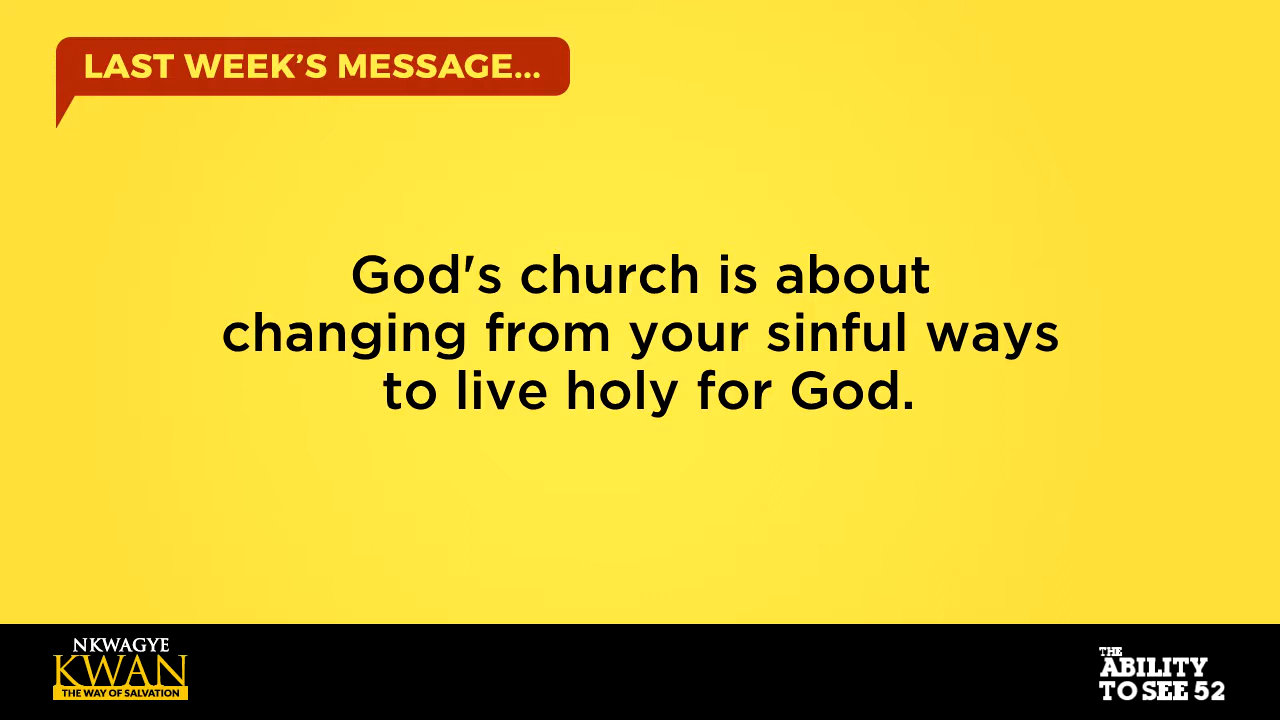 LAST WEEK’S MESSAGE...
God's church is about
changing from your sinful ways
to live holy for God.
NKWAGYE
KWAN
THE WAY OF SALVATION
THE
ABILITY
TO SEE 52